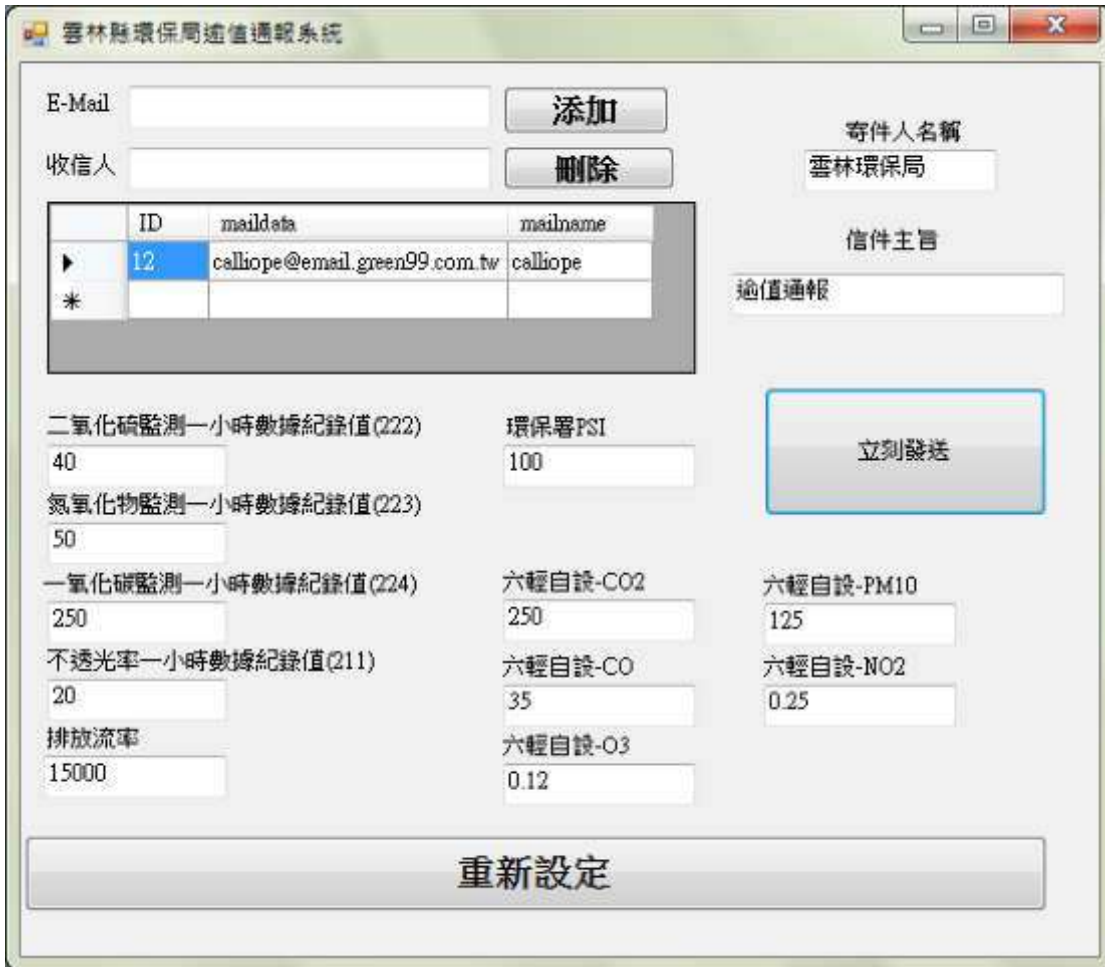 雲林縣環保局逾值通報系統
E-Mail
添加
收信人
刪除
寄件人名稱
雲林環保局
信件主旨
逾值通報
ID maildata mailname
12 calliope@email.green99.com.tw calliope
二氧化硫監測一小時數據紀錄值(222)
40
環保署PSI
100
立刻發送
氮氧化物監測一小時數據紀錄值(223)
50
一氧化碳監測一小時數據紀錄值(224)
250
六輕自設-CO2
250
六輕自設-PM10
125
不透光率一小時數據紀錄值(211)
20
六輕自設-CO
35
六輕自設-NO2
0.25
排放流率
15000
六輕自設-O3
0.12
重新設定